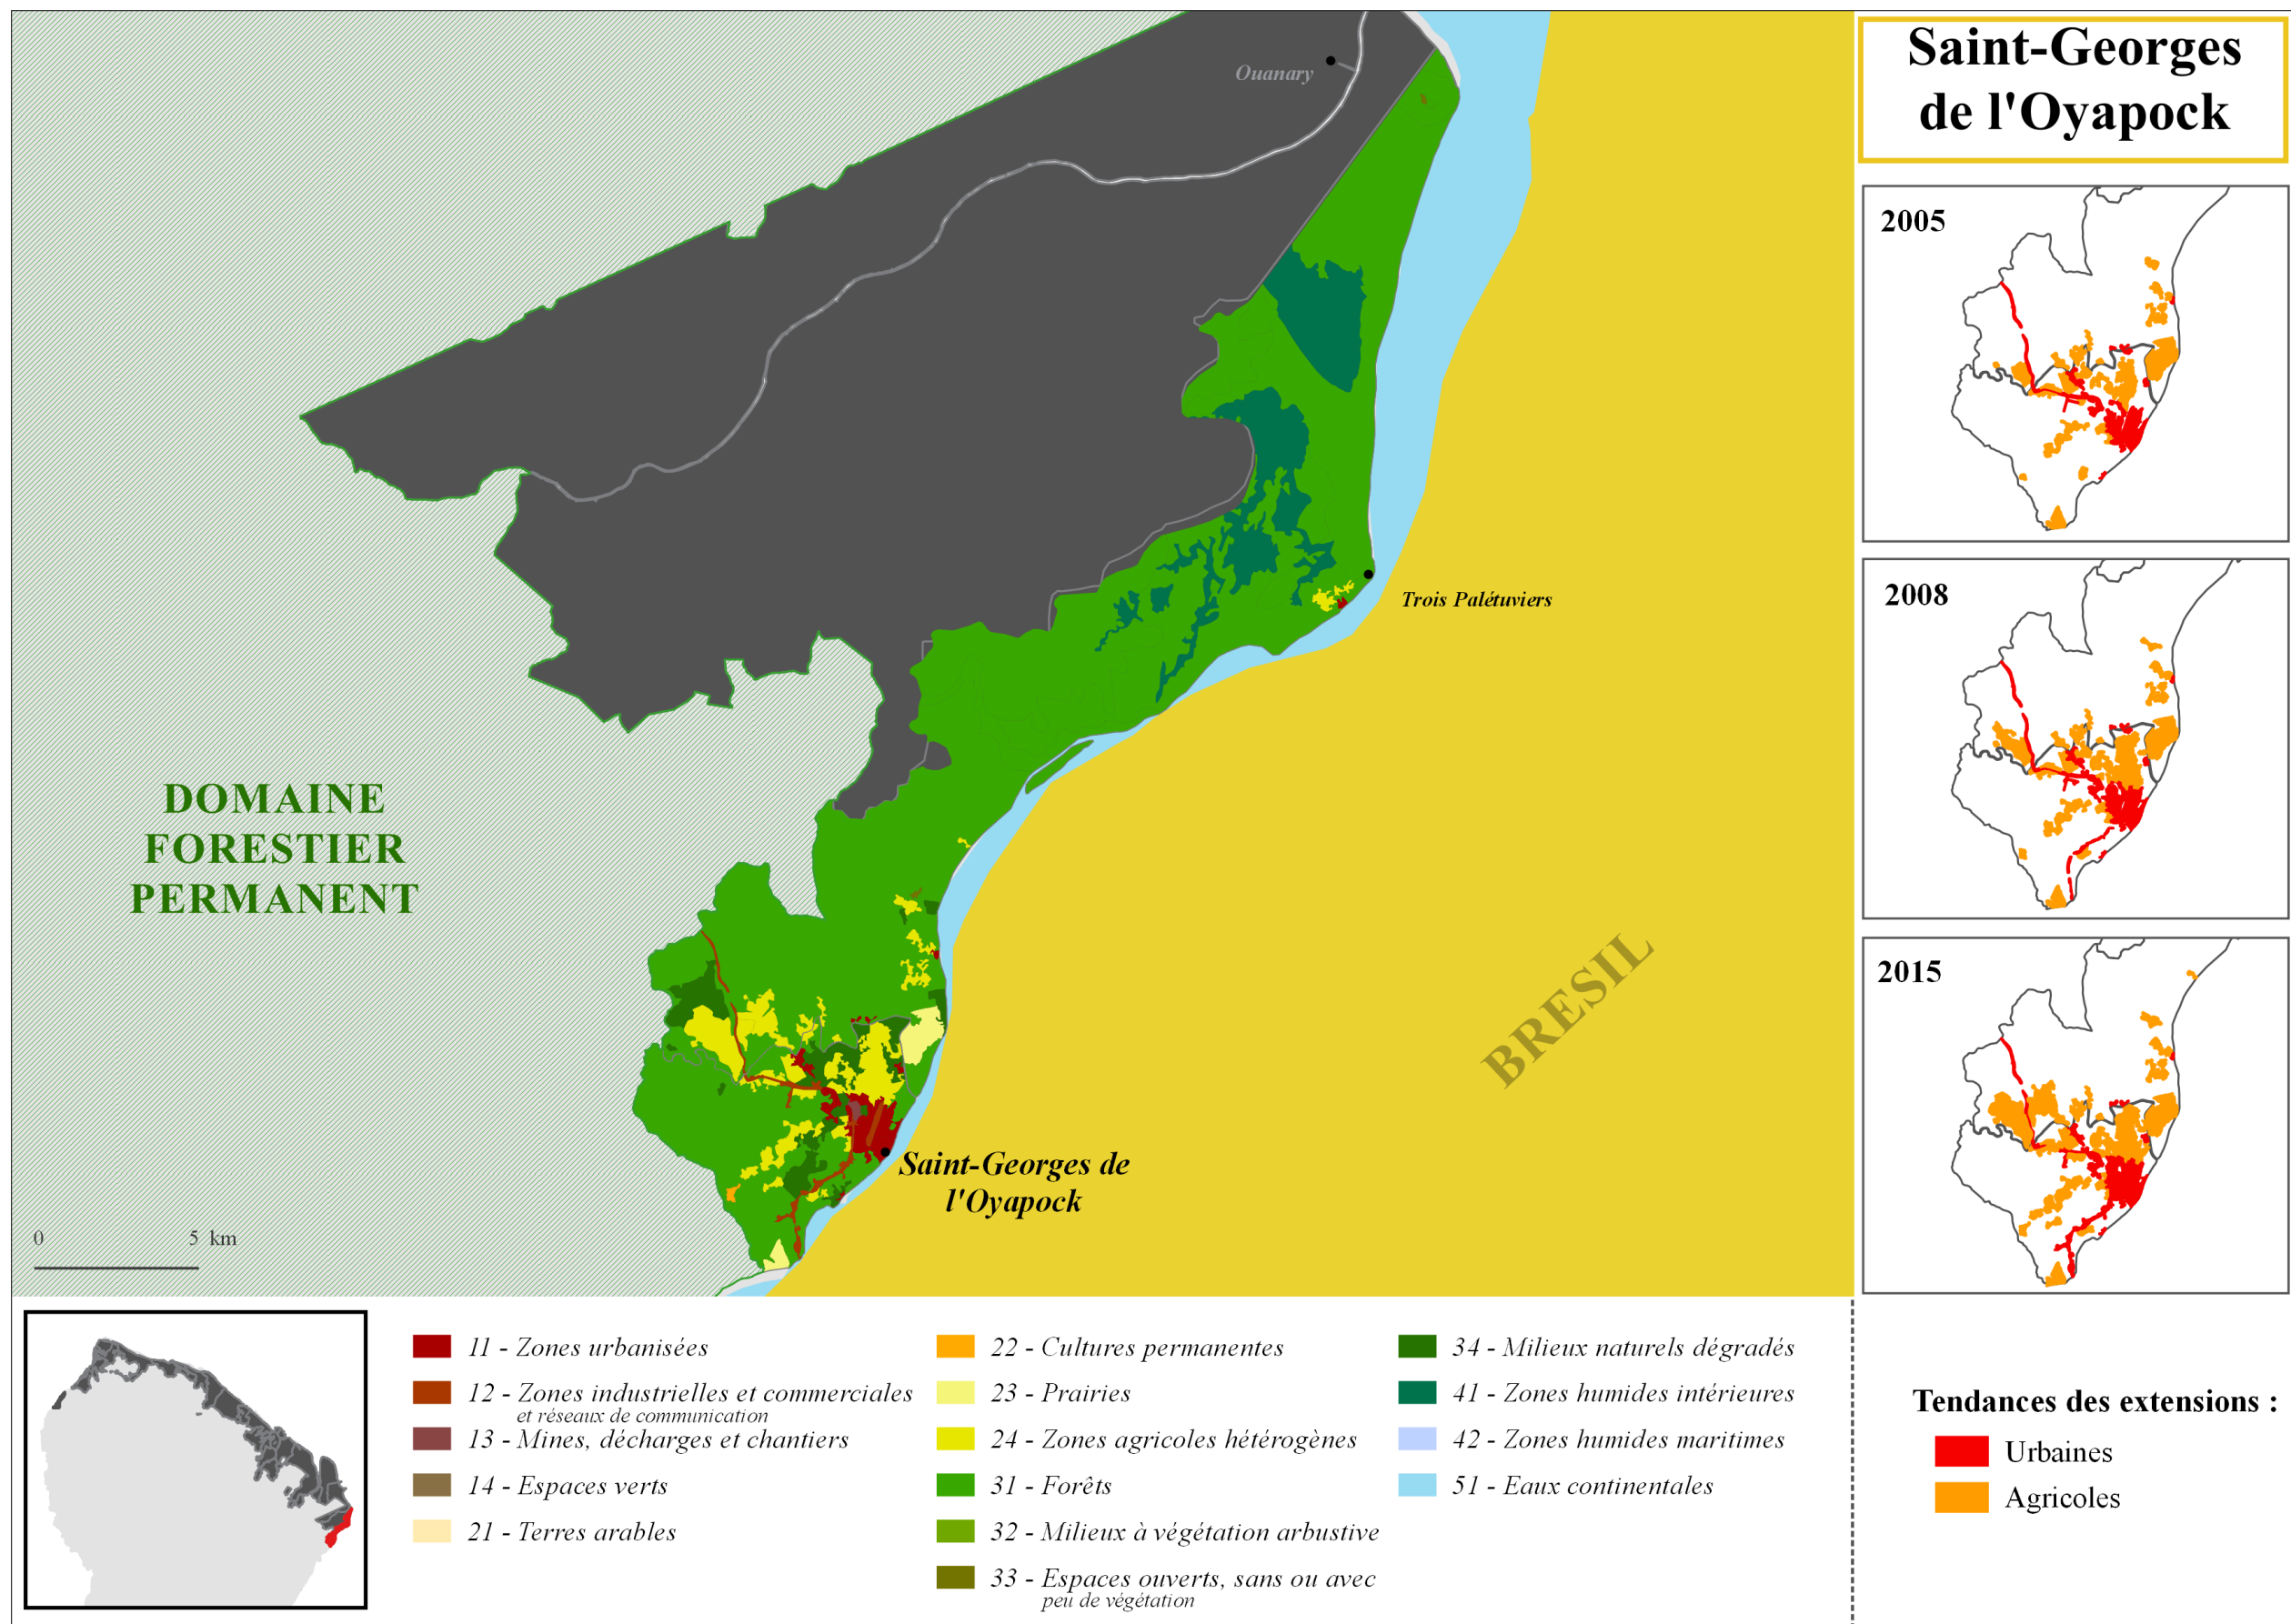 Saint-Georges
de l'Oyapock
Ouanary
2005
Trois Palétuviers
2008
DOMAINE
FORESTIER
PERMANENT
BRESIL
2015
Saint-Georges de
l'Oyapock
0 5 km
11 - Zones urbanisées
12 - Zones industrielles et commerciales
et réseaux de communication
13 - Mines, décharges et chantiers
14 - Espaces verts
21 - Terres arables
22 - Cultures permanentes
23 - Prairies
24 - Zones agricoles hétérogènes
31 - Forêts
32 - Milieux à végétation arbustive
33 - Espaces ouverts, sans ou avec
peu de végétation
34 - Milieux naturels dégradés
41 - Zones humides intérieures
42 - Zones humides maritimes
51 - Eaux continentales
Tendances des extensions :
Urbaines
Agricoles